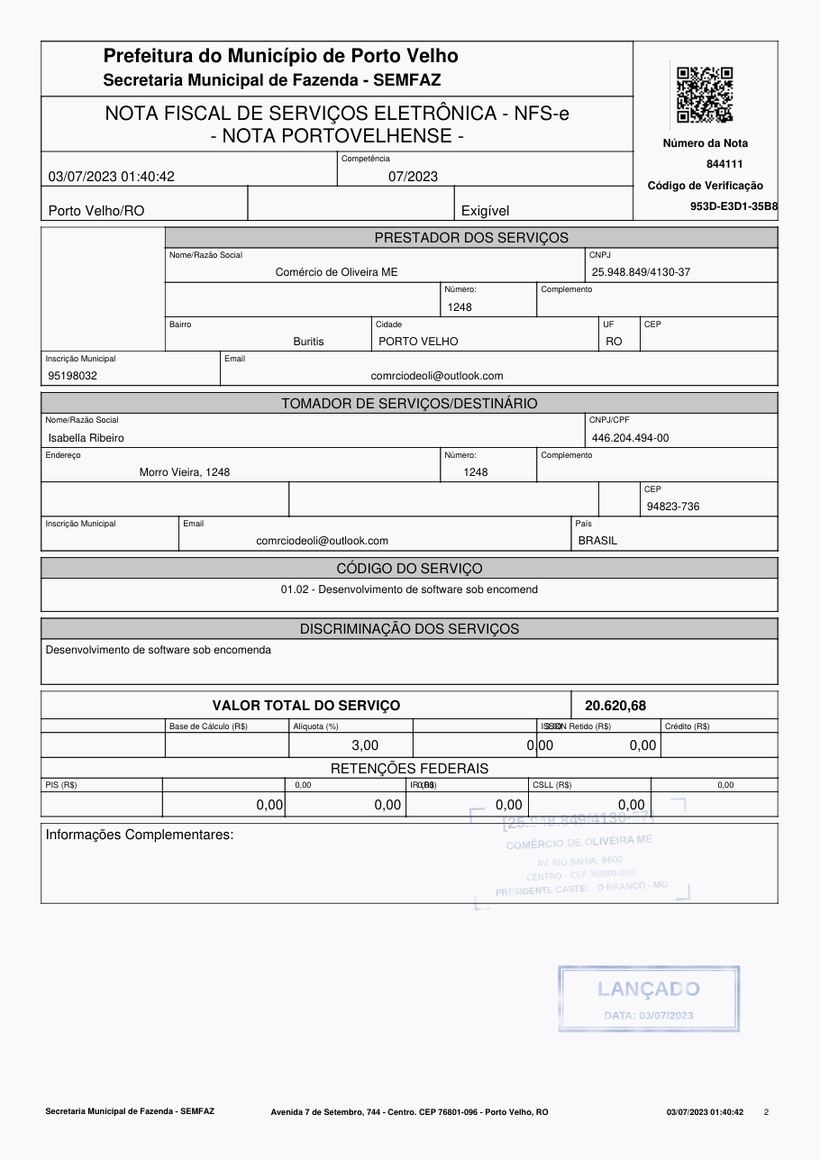 Prefeitura do Município de Porto Velho
Secretaria Municipal de Fazenda - SEMFAZ
NOTA FISCAL DE SERVIÇOS ELETRÔNICA - NFS-e
- NOTA PORTOVELHENSE -
Número da Nota
844111
Código de Verificação
953D-E3D1-35B8
Competência
03/07/2023 01:40:42 07/2023
Porto Velho/RO Exigível
PRESTADOR DOS SERVIÇOS
Nome/Razão Social CNPJ
Comércio de Oliveira ME 25.948.849/4130-37
Número: Complemento
1248
Bairro Cidade UF CEP
Buritis PORTO VELHO RO
Inscrição Municipal Email
95198032 comrciodeoli@outlook.com
TOMADOR DE SERVIÇOS/DESTINÁRIO
Nome/Razão Social CNPJ/CPF
Isabella Ribeiro 446.204.494-00
Endereço Número: Complemento
Morro Vieira, 1248 1248
CEP
94823-736
Inscrição Municipal Email País
comrciodeoli@outlook.com BRASIL
CÓDIGO DO SERVIÇO
01.02 - Desenvolvimento de software sob encomend
DISCRIMINAÇÃO DOS SERVIÇOS
Desenvolvimento de software sob encomenda
VALOR TOTAL DO SERVIÇO 20.620,68
Base de Cálculo (R$) Alíquota (%) Retido (R$) Crédito (R$)
3,00 0,00 0,00
RETENÇÕES FEDERAIS
PIS (R$) 0,00 CSLL (R$) 0,00
0,00 0,00 0,00 0,00
Informações Complementares:
[25.948.849/4130-37]
COMÉRCIO DE OLIVEIRA ME
AV. RIO BAHIA, 8600
CENTRO - CEP 36880-000
PRESIDENTE CASTELO BRANCO - MG
LANÇADO
DATA: 03/07/2023
Secretaria Municipal de Fazenda - SEMFAZ Avenida 7 de Setembro, 744 - Centro. CEP 76801-096 - Porto Velho, RO 03/07/2023 01:40:42 2